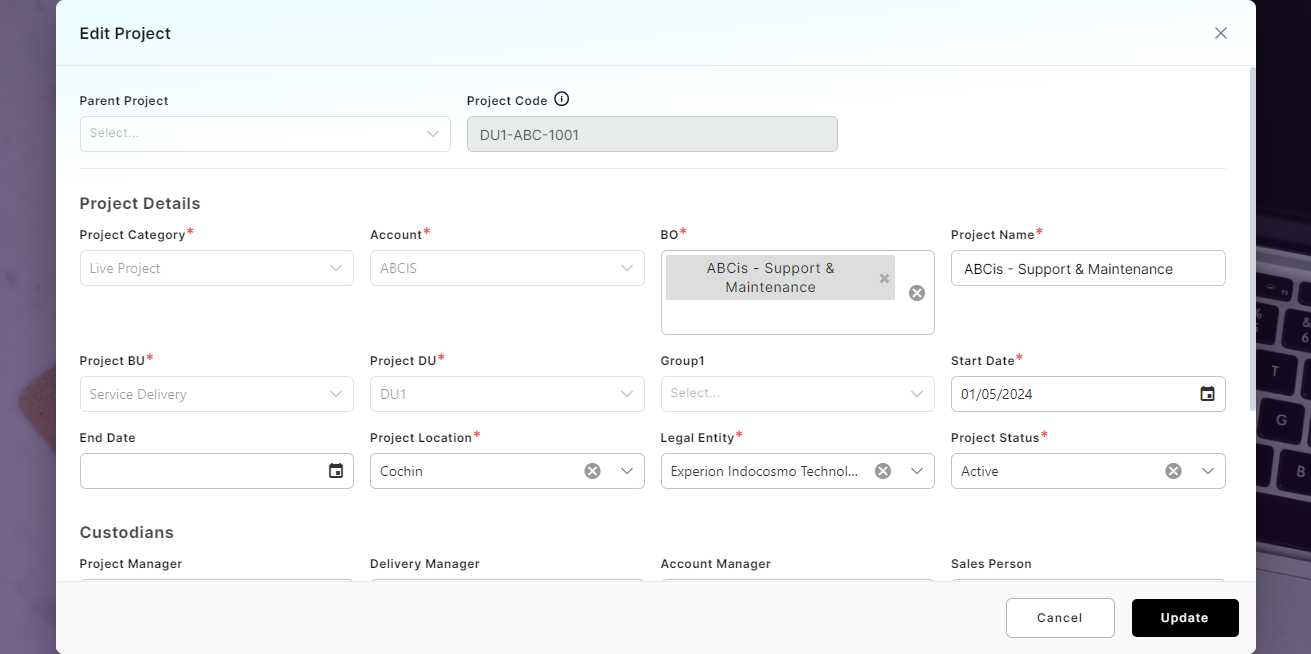 Edit Project
Parent Project
Project Code
Select...
DU1-ABC-1001
Project Details
Project Category*
Account*
BO*
Project Name*
Live Project
ABCIS
ABCis - Support &
Maintenance
ABCis - Support & Maintenance
Project BU*
Project DU*
Group1
Start Date*
Service Delivery
DU1
Select...
01/05/2024
End Date
Project Location*
Legal Entity*
Project Status*
Cochin
Experion Indocosmo Technol...
Active
Custodians
Project Manager
Delivery Manager
Account Manager
Sales Person
Cancel
Update
T
G
B
&
6